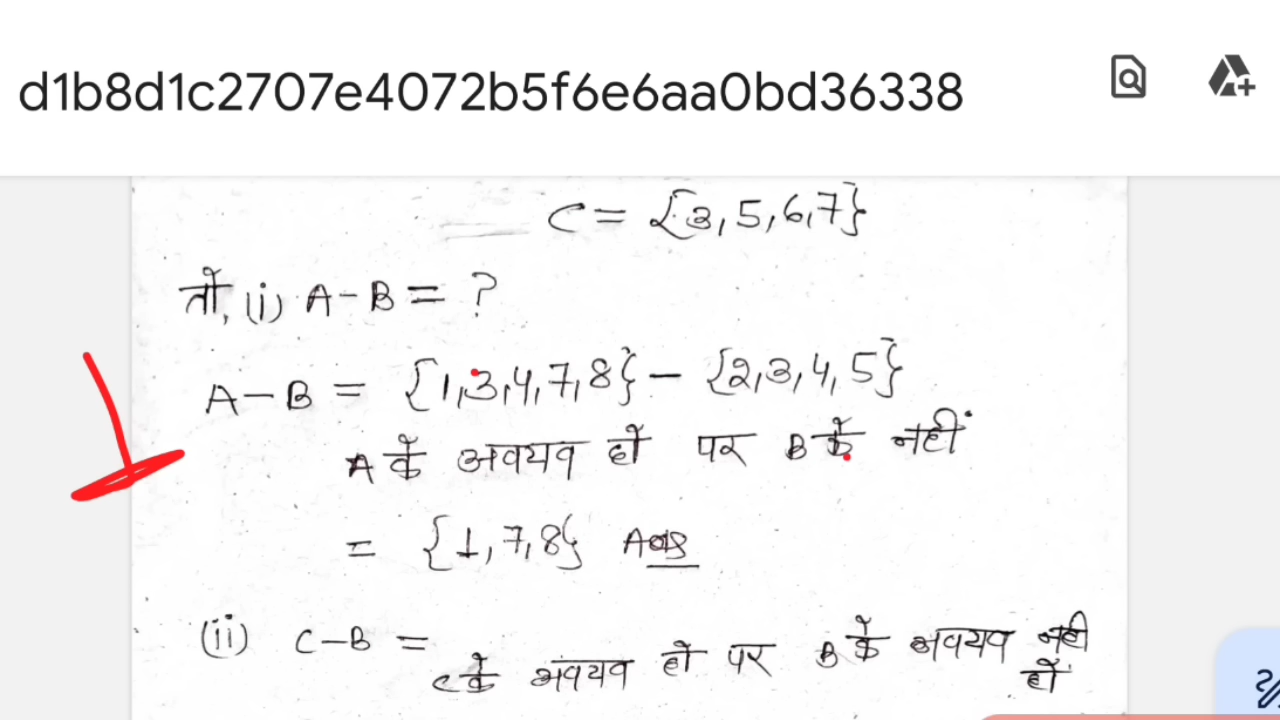 d1b8d1c2707e4072b5f6e6aa0bd36338
C = {3,5,6,7}
तो, (i) A-B = ?
A-B = {1,3,4,7,8} - {2,3,4,5}
A के अवयव हों पर B के नहीं
= {1,7,8} Ans
(ii) C-B =
C के अवयव हों पर B के अवयव नहीं
हों